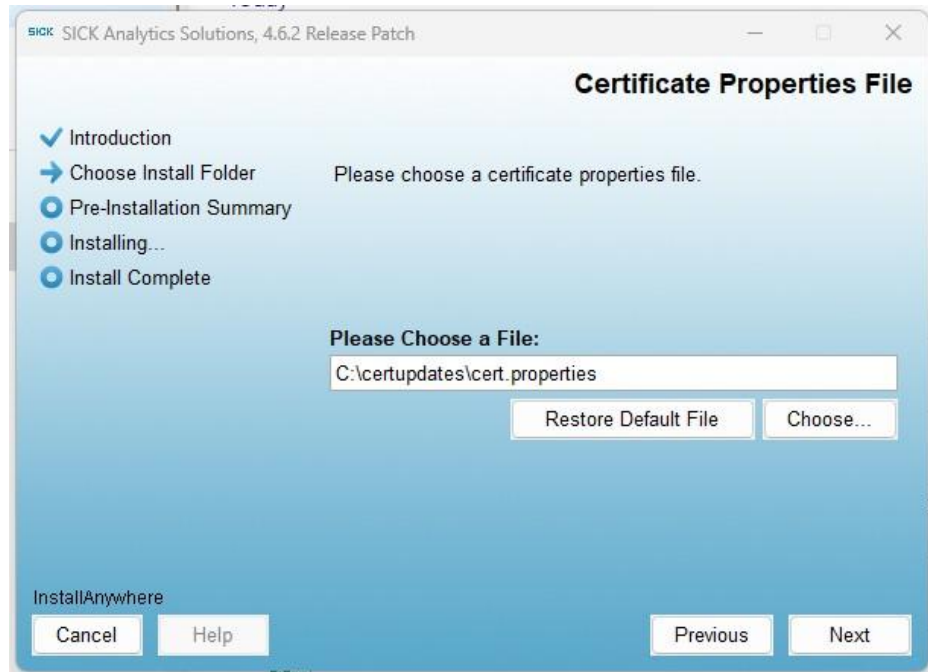 Today
SICK SICK Analytics Solutions, 4.6.2 Release Patch
Certificate Properties File
Introduction
Choose Install Folder
Please choose a certificate properties file.
Pre-Installation Summary
Installing...
Install Complete
Please Choose a File:
C:\certupdates\cert.properties
Restore Default File
Choose...
InstallAnywhere
Cancel
Help
Previous
Next